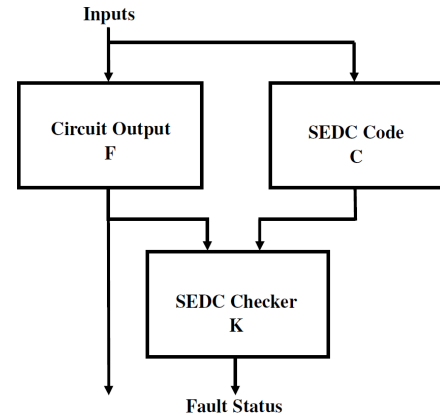 Inputs
Circuit Output
F
SEDC Code
C
SEDC Checker
K
Fault Status